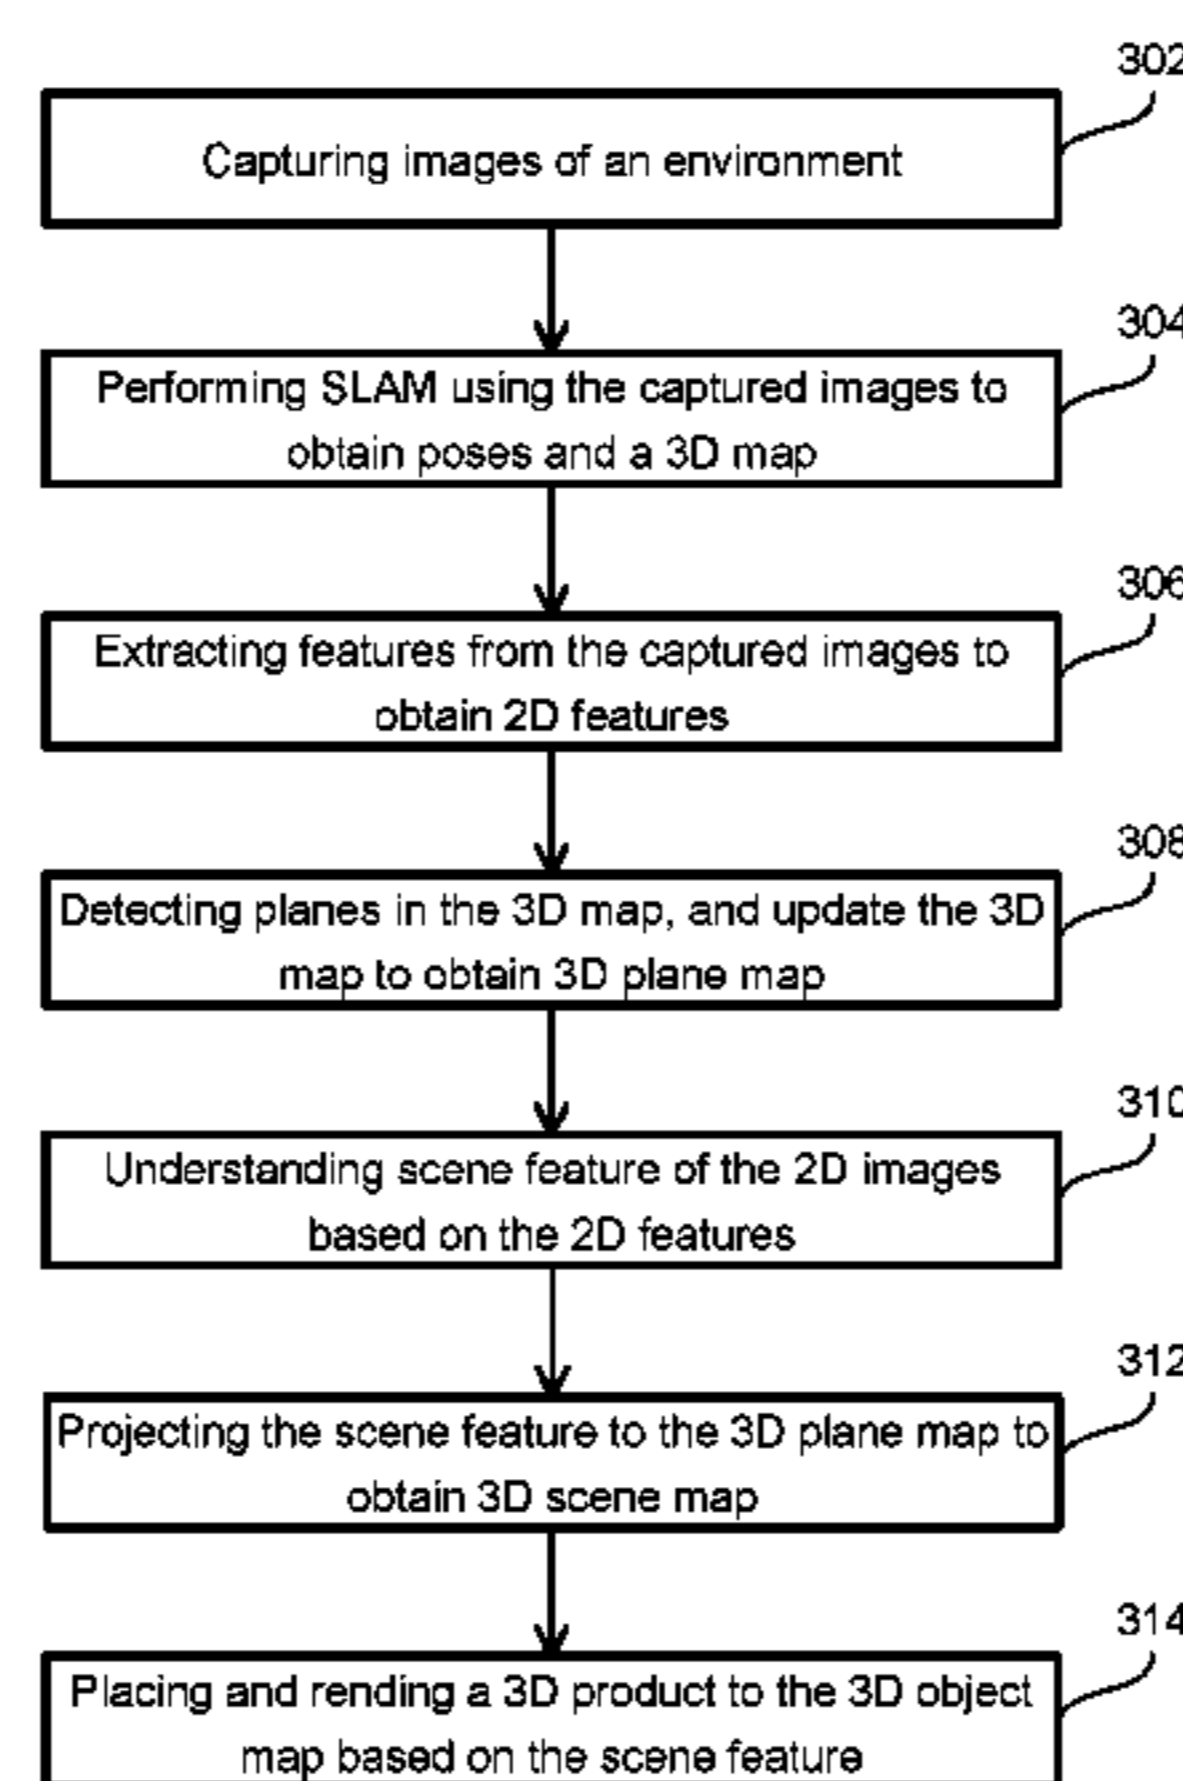 302
Capturing images of an environment
304
Performing SLAM using the captured images to
obtain poses and a 3D map
306
Extracting features from the captured images to
obtain 2D features
308
Detecting planes in the 3D map, and update the 3D
map to obtain 3D plane map
310
Understanding scene feature of the 2D images
based on the 2D features
312
Projecting the scene feature to the 3D plane map to
obtain 3D scene map
314
Placing and rending a 3D product to the 3D object
map based on the scene feature